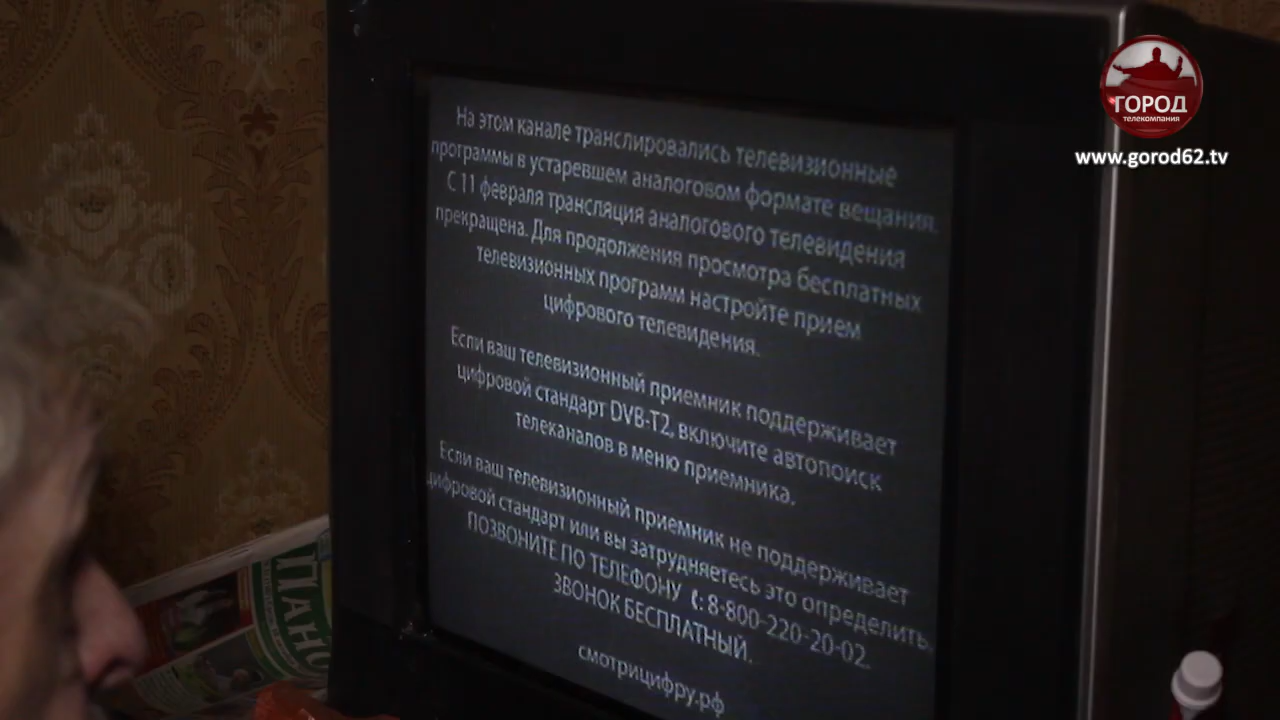 ГОРОД
телекомпания
www.gorod62.tv
На этом канале транслировались телевизионные
программы в устаревшем аналоговом формате вещания.
С 11 февраля трансляция аналогового телевидения
прекращена. Для продолжения просмотра бесплатных
телевизионных программ настройте прием
цифрового телевидения.
Если ваш телевизионный приемник поддерживает
цифровой стандарт DVB-T2, включите автопоиск
телеканалов в меню приемника.
Если ваш телевизионный приемник не поддерживает
цифровой стандарт или вы затрудняетесь это определить.
ПОЗВОНИТЕ ПО ТЕЛЕФОНУ : 8-800-220-20-02.
ЗВОНОК БЕСПЛАТНЫЙ.
смотрицифру.рф